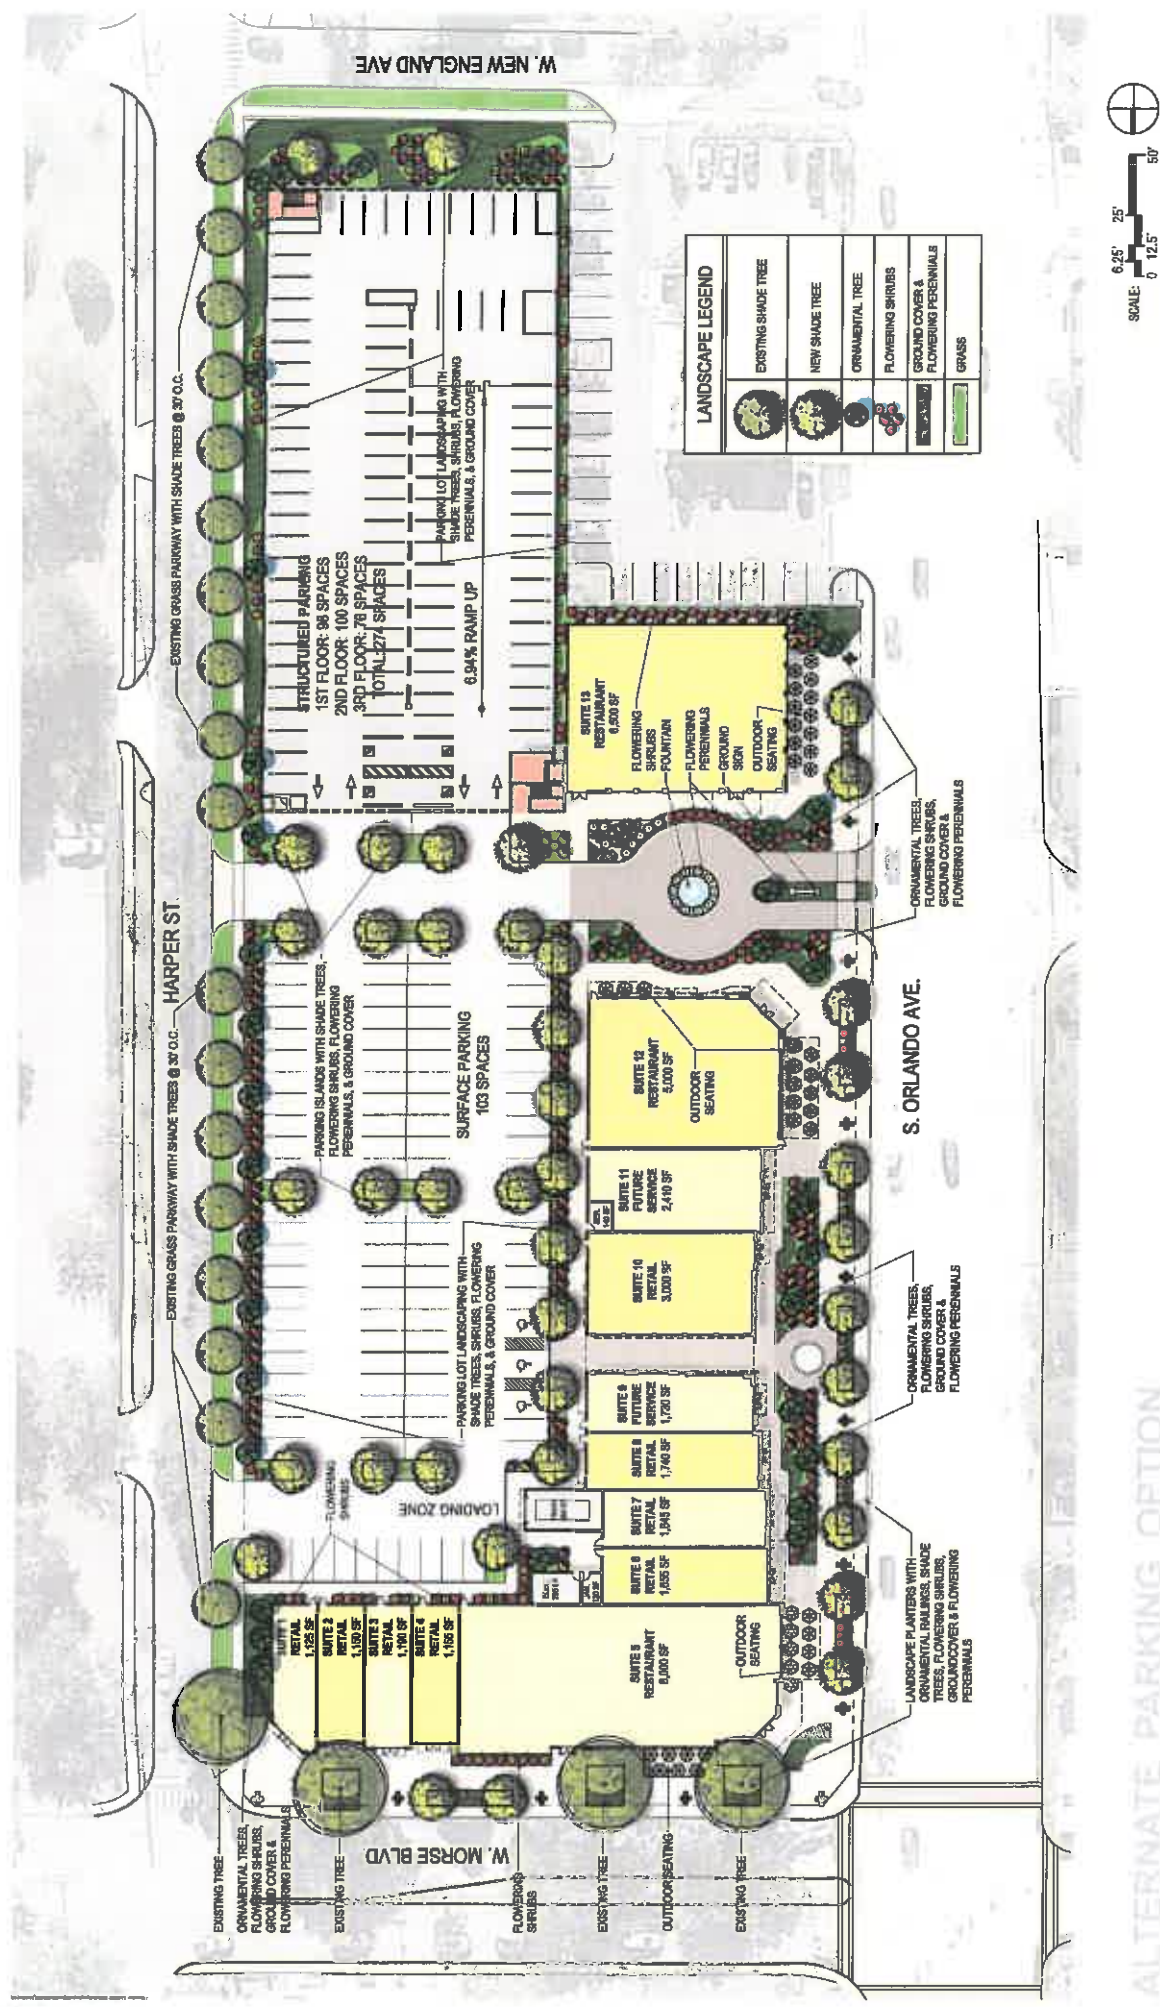 W. NEW ENGLAND AVE
EXISTING GRASS PARKWAY WITH SHADE TREES @ 30' O.C.
HARPER ST.
EXISTING GRASS PARKWAY WITH SHADE TREES @ 30' O.C.
STRUCTURED PARKING
1ST FLOOR: 98 SPACES
2ND FLOOR: 100 SPACES
3RD FLOOR: 76 SPACES
TOTAL: 274 SPACES
PARKING LOT LANDSCAPING WITH
SHADE TREES, SHRUBS, FLOWERING
PERENNIALS, & GROUND COVER
6.94% RAMP UP
LANDSCAPE LEGEND
EXISTING SHADE TREE
NEW SHADE TREE
ORNAMENTAL TREE
FLOWERING SHRUBS
GROUND COVER &
FLOWERING PERENNIALS
GRASS
SCALE:
0
6.25'
12.5'
25'
50'
SUITE 13
RESTAURANT
6,500 SF
FLOWERING
SHRUBS
FOUNTAIN
FLOWERING
PERENNIALS
GROUND
SIGN
OUTDOOR
SEATING
ORNAMENTAL TREES,
FLOWERING SHRUBS,
GROUND COVER &
FLOWERING PERENNIALS
PARKING ISLANDS WITH SHADE TREES,
FLOWERING SHRUBS, FLOWERING
PERENNIALS, & GROUND COVER
SURFACE PARKING
103 SPACES
SUITE 12
RESTAURANT
5,000 SF
OUTDOOR
SEATING
S. ORLANDO AVE.
SUITE 11
FUTURE
SERVICE
2,410 SF
SUITE 10
RETAIL
3,000 SF
PARKING LOT LANDSCAPING WITH
SHADE TREES, SHRUBS, FLOWERING
PERENNIALS, & GROUND COVER
SUITE 9
FUTURE
SERVICE
1,730 SF
SUITE 8
RETAIL
1,740 SF
SUITE 7
RETAIL
1,645 SF
SUITE 6
RETAIL
1,655 SF
ORNAMENTAL TREES,
FLOWERING SHRUBS,
GROUND COVER &
FLOWERING PERENNIALS
FLOWERING
SHRUBS
LOADING ZONE
SUITE 1
RETAIL
1,125 SF
SUITE 2
RETAIL
1,150 SF
SUITE 3
RETAIL
1,100 SF
SUITE 4
RETAIL
SUITE 5
RESTAURANT
8,000 SF
OUTDOOR
SEATING
LANDSCAPE PLANTERS WITH
ORNAMENTAL RAILINGS, SHADE
TREES, FLOWERING SHRUBS,
GROUNDCOVER & FLOWERING
PERENNIALS
W. MORSE BLVD
EXISTING TREE
ORNAMENTAL TREES,
FLOWERING SHRUBS,
GROUND COVER &
FLOWERING PERENNIALS
EXISTING TREE
FLOWERING
SHRUBS
EXISTING TREE
OUTDOOR SEATING
EXISTING TREE
ALTERNATE PARKING OPTION